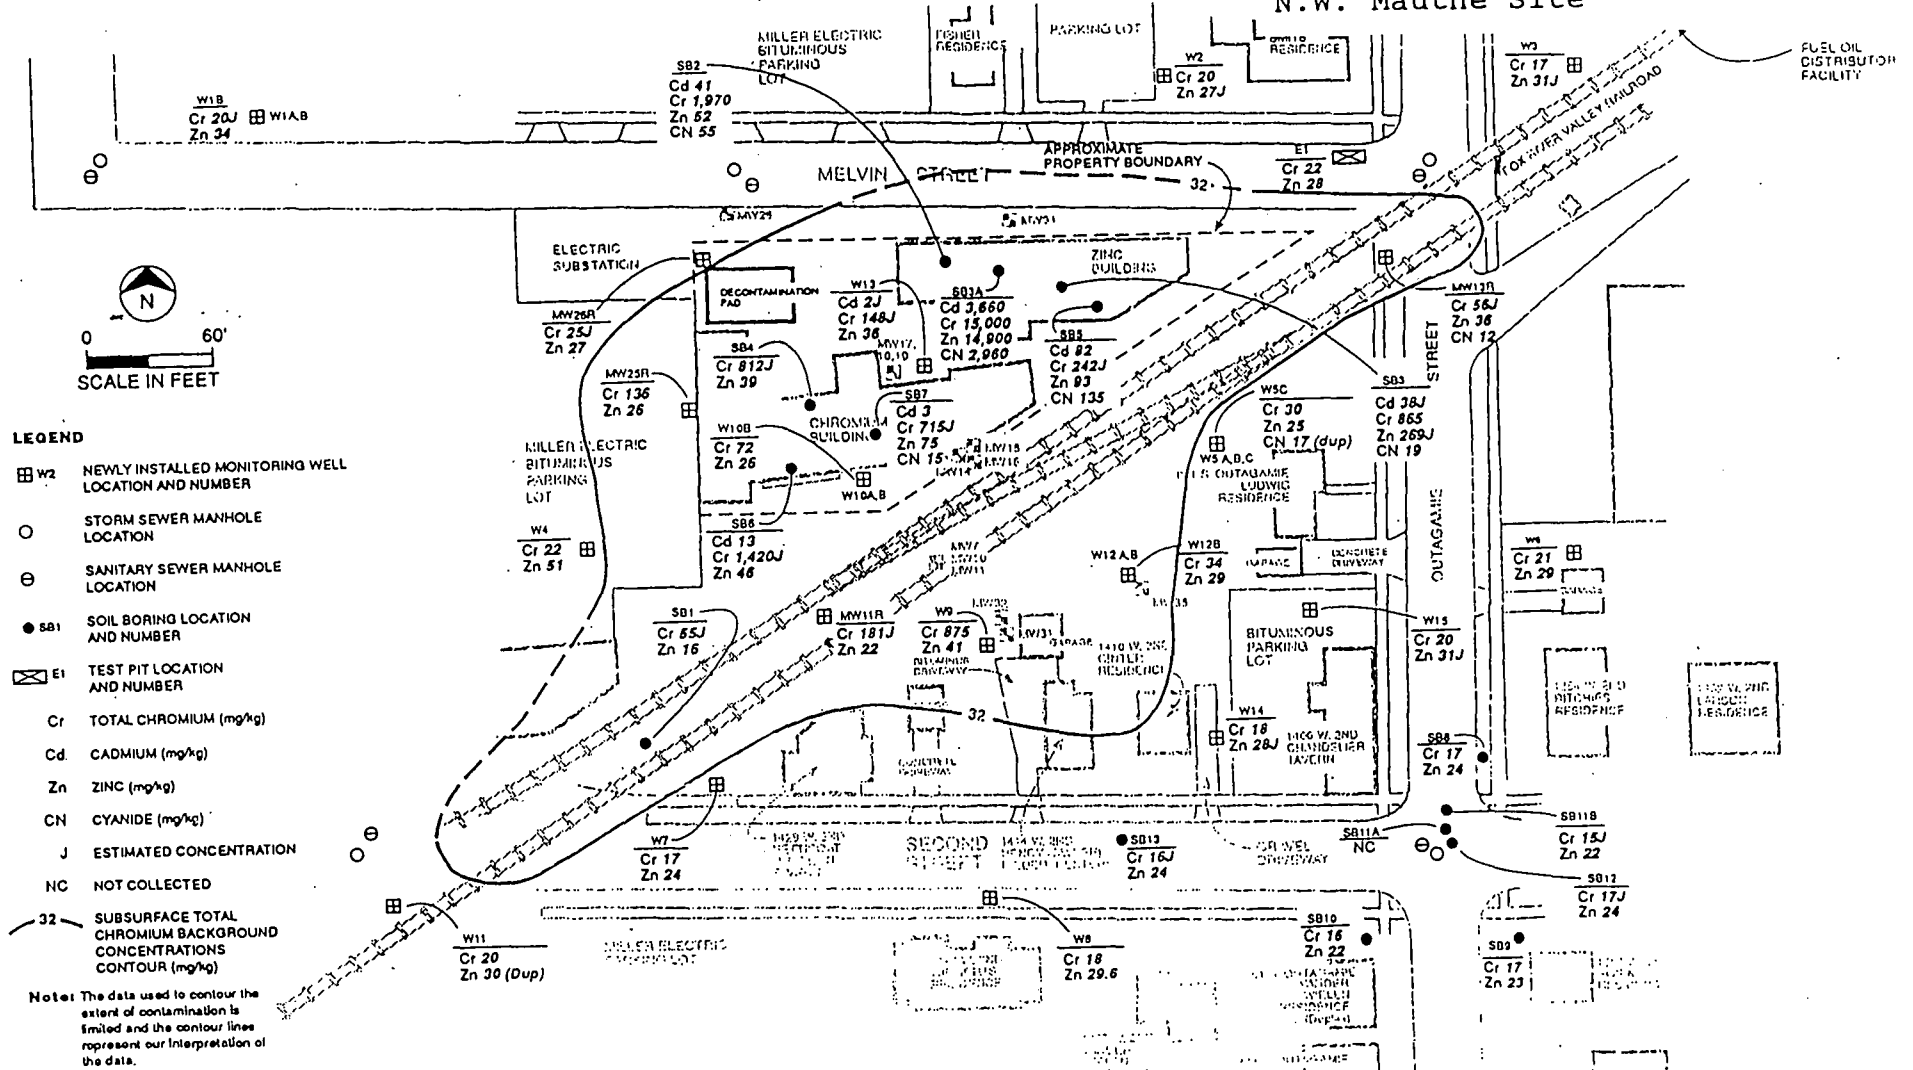 N.W. Mauthe Site
MILLER ELECTRIC
BITUMINOUS
PARKING
LOT
FISHER
RESIDENCE
PARKING LOT
RESIDENCE
FUEL OIL
DISTRIBUTOR
FACILITY
W3
Cr 17
Zn 31J
W2
Cr 20
Zn 27J
SB2
Cd 41
Cr 1,970
Zn 52
CN 55
W1B
Cr 20J
Zn 34
W1A,B
FOX RIVER VALLEY RAILROAD
APPROXIMATE
PROPERTY BOUNDARY
E1
Cr 22
Zn 28
MELVIN STREET
32
ELECTRIC
SUBSTATION
ZINC
BUILDING
DECONTAMINATION
PAD
N
0 60'
SCALE IN FEET
MW26R
Cr 25J
Zn 27
W13
Cd 2J
Cr 148J
Zn 36
SB3A
Cd 3,660
Cr 15,000
Zn 14,900
CN 2,960
SB5
Cd 82
Cr 242J
Zn 93
CN 135
MW13R
Cr 56J
Zn 36
CN 12
SB4
Cr 812J
Zn 39
MW25R
Cr 136
Zn 26
SB7
Cd 3
Cr 715J
Zn 75
CN 15
CHROMIUM
BUILDING
W10B
Cr 72
Zn 26
W10A,B
W5C
Cr 30
Zn 25
CN 17 (dup)
W5 A,B,C
SB3
Cd 38J
Cr 865
Zn 269J
CN 19
OUTAGAMIE
LUDWIG
RESIDENCE
OUTAGAMIE STREET
MILLER ELECTRIC
BITUMINOUS
PARKING
LOT
W4
Cr 22
Zn 51
SB6
Cd 13
Cr 1,420J
Zn 46
W12 A,B
W12B
Cr 34
Zn 29
CONCRETE
DRIVEWAY
W6
Cr 21
Zn 29
SB1
Cr 55J
Zn 16
MW11R
Cr 181J
Zn 22
W9
Cr 875
Zn 41
GARAGE
BITUMINOUS
PARKING
LOT
W15
Cr 20
Zn 31J
RESIDENCE
W14
Cr 18
Zn 28J
TAVERN
32
SB8
Cr 17
Zn 24
W7
Cr 17
Zn 24
SECOND
STREET
SB13
Cr 16J
Zn 24
DRIVEWAY
SB11A
NC
SB11B
Cr 15J
Zn 22
SB12
Cr 17J
Zn 24
W11
Cr 20
Zn 30 (Dup)
MILLER ELECTRIC
PARKING LOT
W8
Cr 18
Zn 29.6
SB10
Cr 16
Zn 22
SB9
Cr 17
Zn 23
LEGEND
W2 NEWLY INSTALLED MONITORING WELL
LOCATION AND NUMBER
STORM SEWER MANHOLE
LOCATION
SANITARY SEWER MANHOLE
LOCATION
SB1 SOIL BORING LOCATION
AND NUMBER
E1 TEST PIT LOCATION
AND NUMBER
Cr TOTAL CHROMIUM (mg/kg)
Cd CADMIUM (mg/kg)
Zn ZINC (mg/kg)
CN CYANIDE (mg/kg)
J ESTIMATED CONCENTRATION
NC NOT COLLECTED
32 SUBSURFACE TOTAL
CHROMIUM BACKGROUND
CONCENTRATIONS
CONTOUR (mg/kg)
Note: The data used to contour the
extent of contamination is
limited and the contour lines
represent our interpretation of
the data.